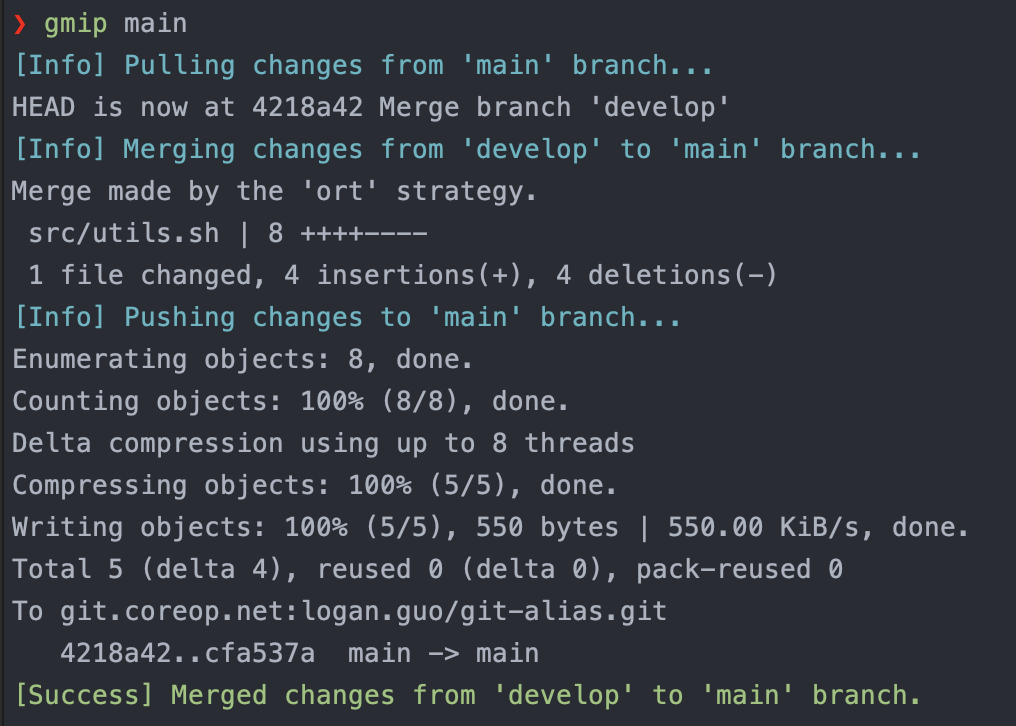 ❯ gmip main
[Info] Pulling changes from 'main' branch...
HEAD is now at 4218a42 Merge branch 'develop'
[Info] Merging changes from 'develop' to 'main' branch...
Merge made by the 'ort' strategy.
 src/utils.sh | 8 ++++----
 1 file changed, 4 insertions(+), 4 deletions(-)
[Info] Pushing changes to 'main' branch...
Enumerating objects: 8, done.
Counting objects: 100% (8/8), done.
Delta compression using up to 8 threads
Compressing objects: 100% (5/5), done.
Writing objects: 100% (5/5), 550 bytes | 550.00 KiB/s, done.
Total 5 (delta 4), reused 0 (delta 0), pack-reused 0
To git.coreop.net:logan.guo/git-alias.git
   4218a42..cfa537a  main -> main
[Success] Merged changes from 'develop' to 'main' branch.